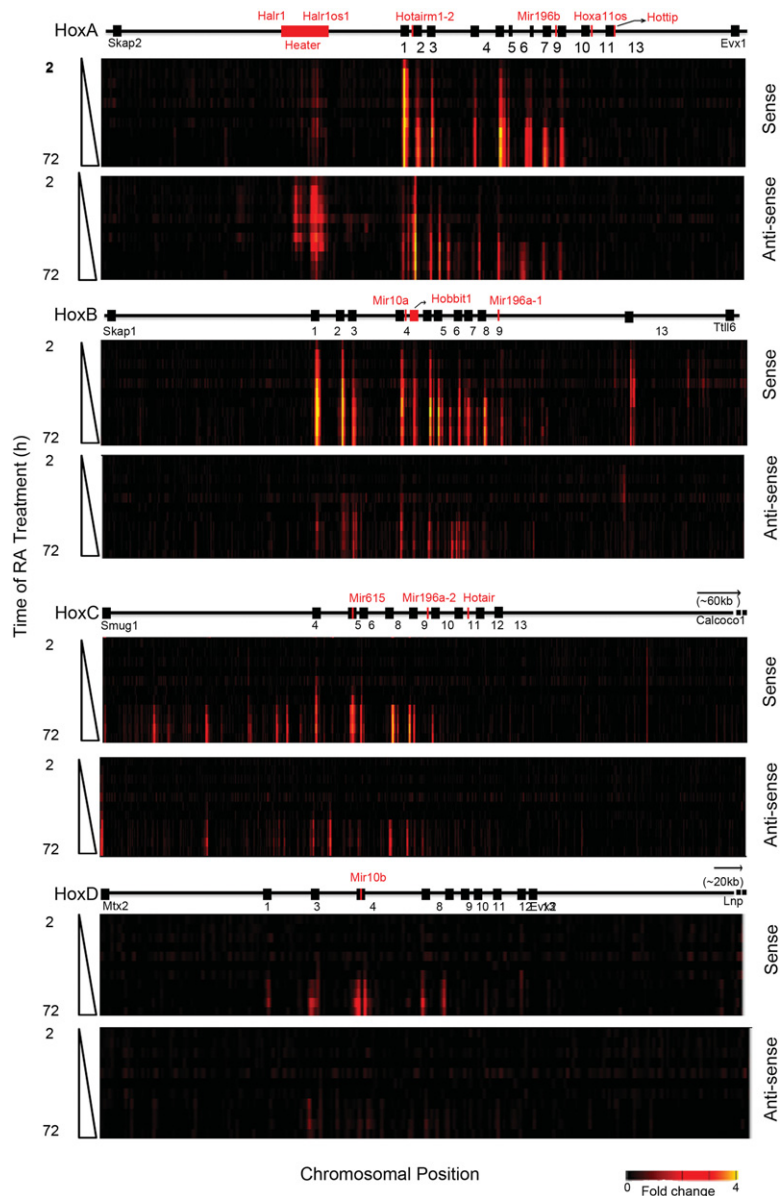 Halr1 Halr1os1 Hotairm1-2 Mir196b Hoxa11os Hottip
HoxA
Skap2 Heater 1 2 3 4 5 6 7 9 10 11 13 Evx1
2
72
Sense
2
72
Anti-sense
Mir10a Hobbit1 Mir196a-1
HoxB
Skap1 1 2 3 4 5 6 7 8 9 13 Ttll6
2
72
Sense
2
72
Anti-sense
Time of RA Treatment (h)
Mir615 Mir196a-2 Hotair (~60kb)
HoxC
Smug1 4 5 6 8 9 10 11 12 13 Calcoco1
2
72
Sense
2
72
Anti-sense
Mir10b (~20kb)
HoxD
Mtx2 1 3 4 8 9 10 11 12 Lnp
2
72
Sense
2
72
Anti-sense
Chromosomal Position
0 4
Fold change